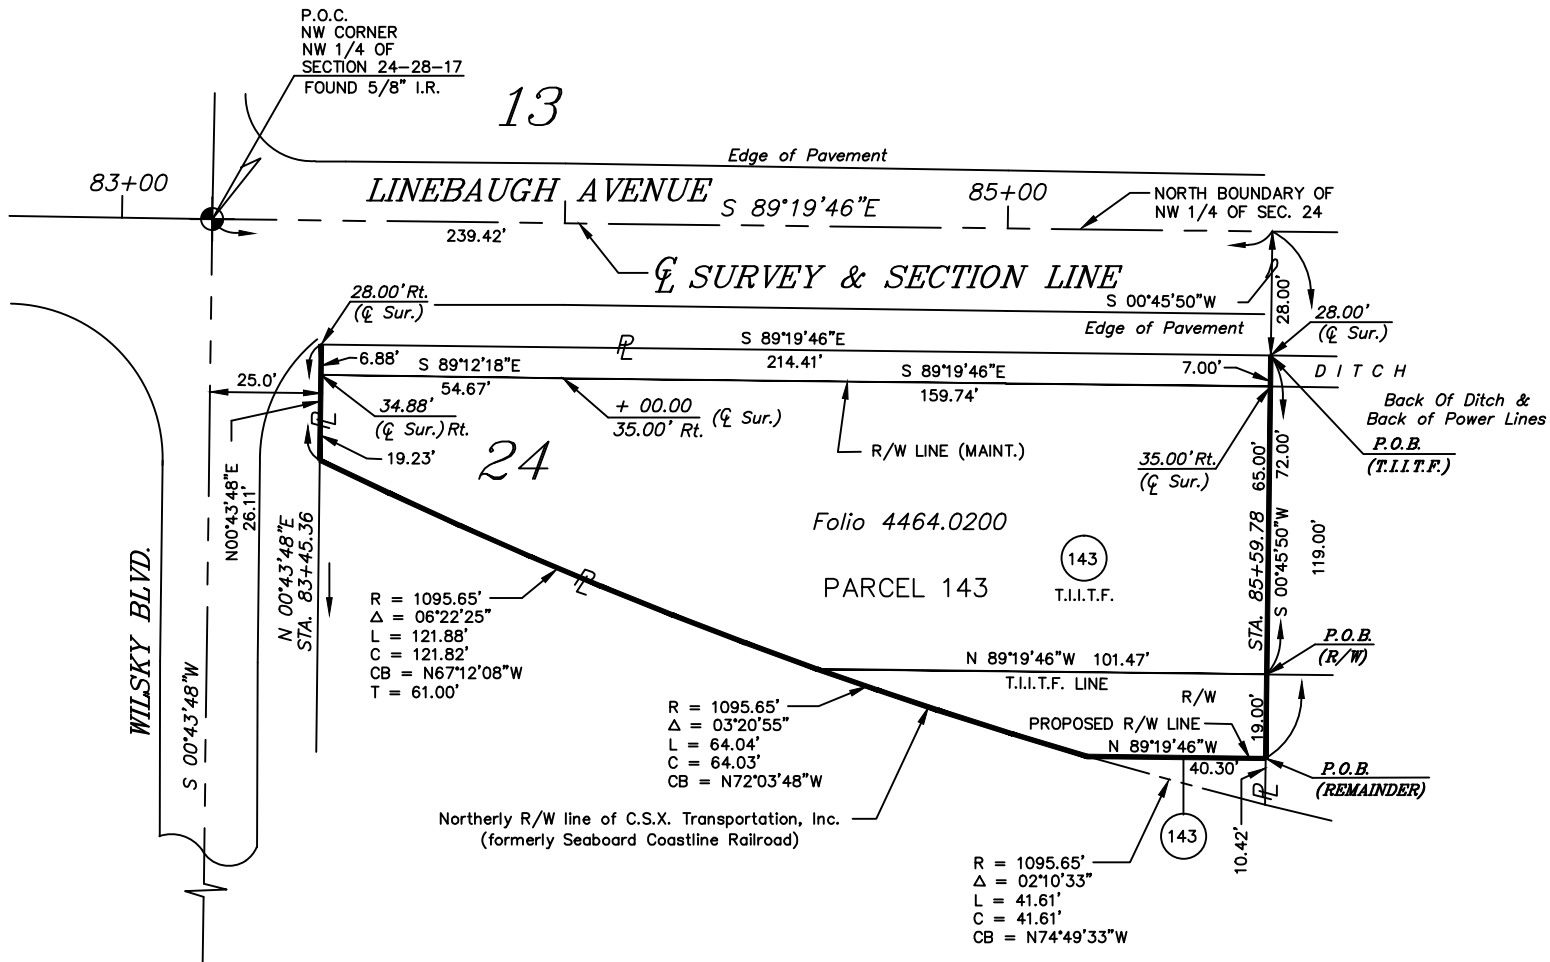 P.O.C.
NW CORNER
NW 1/4 OF
SECTION 24-28-17
FOUND 5/8" I.R.
13
Edge of Pavement
83+00
LINEBAUGH AVENUE
S 89°19'46"E
85+00
NORTH BOUNDARY OF
NW 1/4 OF SEC. 24
239.42'
℄ SURVEY & SECTION LINE
28.00' Rt.
(℄ Sur.)
S 00°45'50"W
28.00'
28.00'
(℄ Sur.)
Edge of Pavement
S 89°19'46"E
PL
214.41'
6.88'
S 89°12'18"E
54.67'
S 89°19'46"E
159.74'
7.00'
DITCH
25.0'
34.88'
(℄ Sur.) Rt.
+ 00.00
35.00' Rt.
(℄ Sur.)
Back Of Ditch &
Back of Power Lines
PL
R/W LINE (MAINT.)
P.O.B.
(T.I.I.T.F.)
19.23'
24
35.00' Rt.
(℄ Sur.)
65.00'
72.00'
N00°43'48"E
26.11'
N 00°43'48"E
STA. 83+45.36
Folio 4464.0200
143
T.I.I.T.F.
PARCEL 143
STA. 85+59.78
S 00°45'50"W
119.00'
WILSKY BLVD.
S 00°43'48"W
PL
R = 1095.65'
Δ = 06°22'25"
L = 121.88'
C = 121.82'
CB = N67°12'08"W
T = 61.00'
N 89°19'46"W 101.47'
T.I.I.T.F. LINE
P.O.B.
(R/W)
R/W
19.00'
PROPOSED R/W LINE
N 89°19'46"W
40.30'
R = 1095.65'
Δ = 03°20'55"
L = 64.04'
C = 64.03'
CB = N72°03'48"W
P.O.B.
(REMAINDER)
PL
10.42'
Northerly R/W line of C.S.X. Transportation, Inc.
(formerly Seaboard Coastline Railroad)
143
R = 1095.65'
Δ = 02°10'33"
L = 41.61'
C = 41.61'
CB = N74°49'33"W